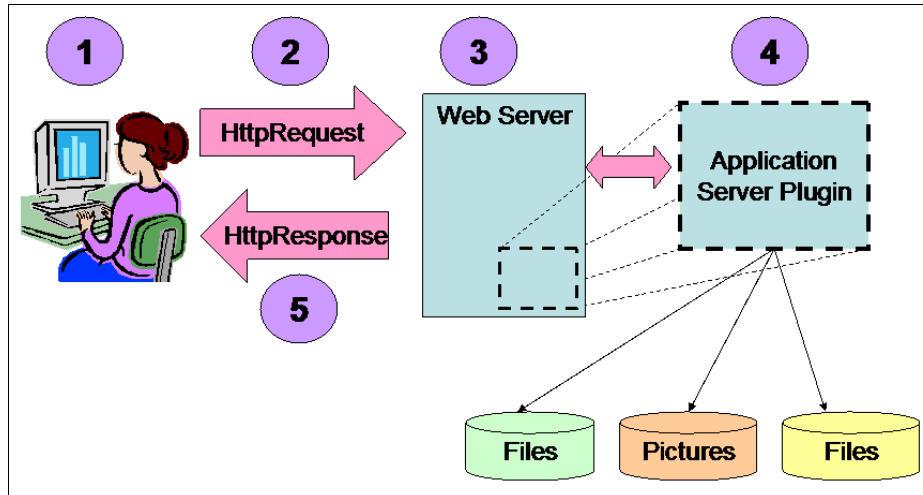 1
2
3
4
HttpRequest
Web Server
Application
Server Plugin
HttpResponse
5
Files
Pictures
Files